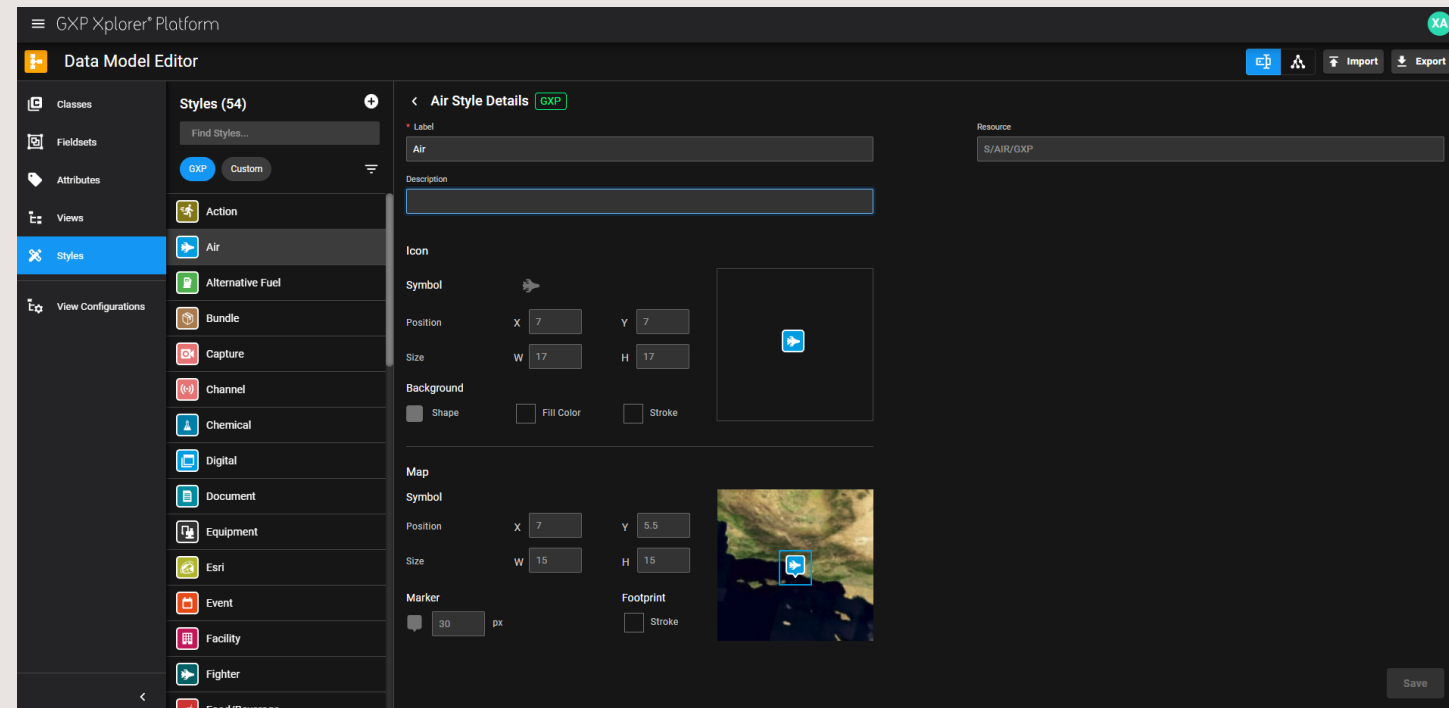 GXP Xplorer® Platform
XA
Data Model Editor
Import
Export
Classes
Fieldsets
Attributes
Views
Styles
View Configurations
Styles (54)
Find Styles...
GXP
Custom
Action
Air
Alternative Fuel
Bundle
Capture
Channel
Chemical
Digital
Document
Equipment
Esri
Event
Facility
Fighter
Food/Beverage
Air Style Details GXP
* Label
Air
Resource
S/AIR/GXP
Description
Icon
Symbol
Position X 7 Y 7
Size W 17 H 17
Background
Shape Fill Color Stroke
Map
Symbol
Position X 7 Y 5.5
Size W 15 H 15
Marker Footprint
30 px Stroke
Save